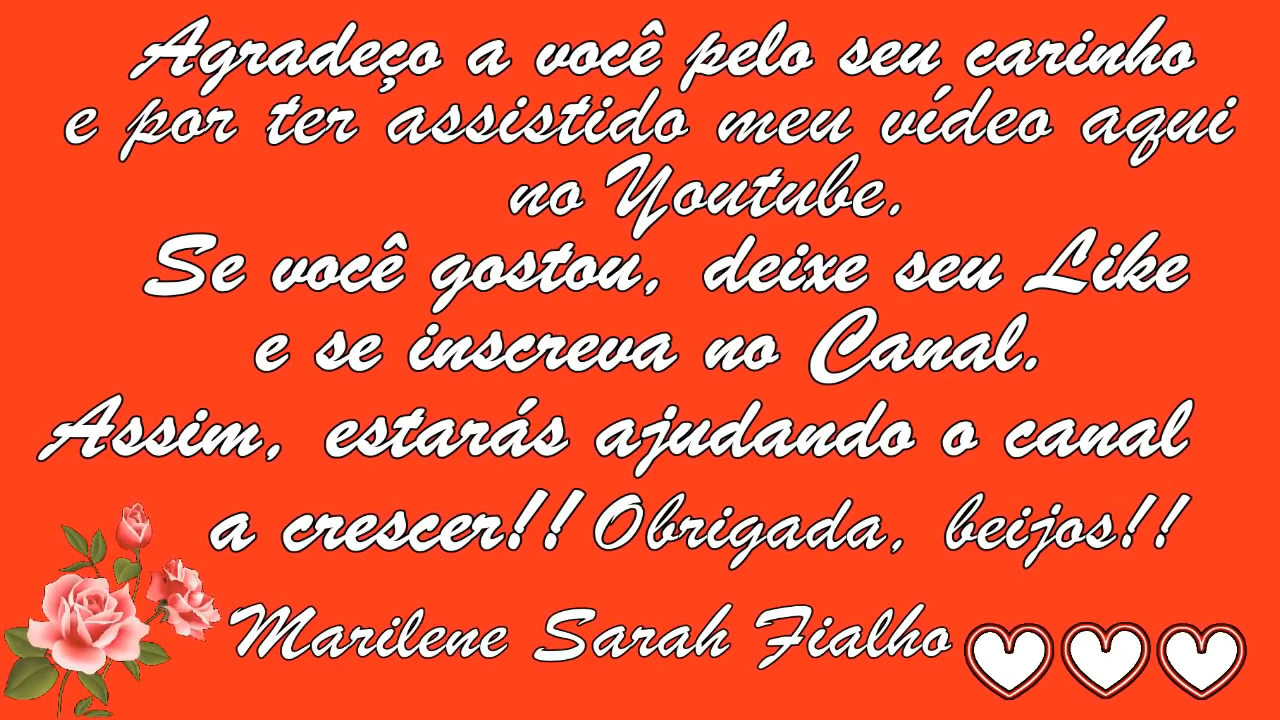 Agradeço a você pelo seu carinho
e por ter assistido meu vídeo aqui
no Youtube.
Se você gostou, deixe seu Like
e se inscreva no Canal.
Assim, estarás ajudando o canal
a crescer!! Obrigada, beijos!!
Marilene Sarah Fialho